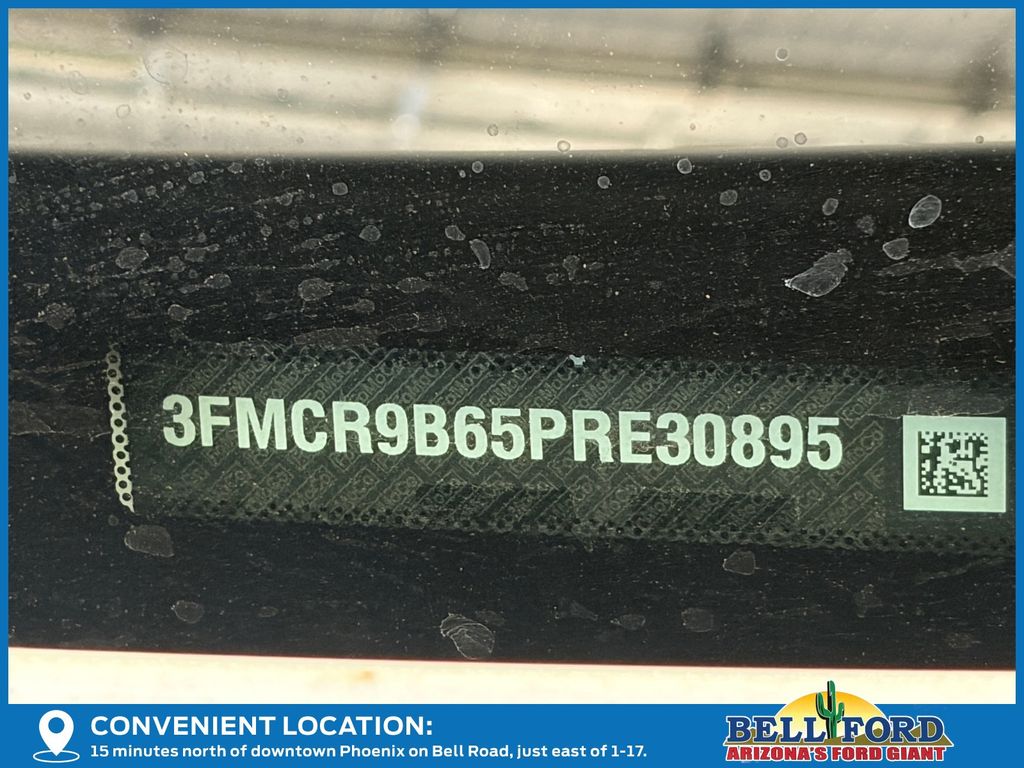 3FMCR9B65PRE30895
CONVENIENT LOCATION:
15 minutes north of downtown Phoenix on Bell Road, just east of 1-17.
BELL FORD
ARIZONA'S FORD GIANT